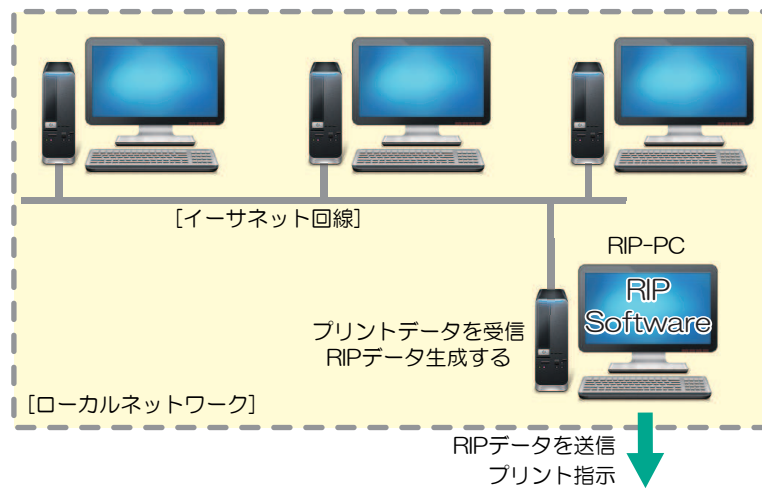 [イーサネット回線]
RIP-PC
RIP
Software
プリントデータを受信
RIPデータ生成する
[ローカルネットワーク]
RIPデータを送信
プリント指示